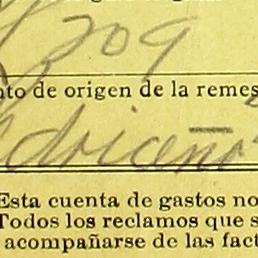 209
nto de origen de la remes
Esta cuenta de gastos no
Todos los reclamos que s
acompañarse de las fact